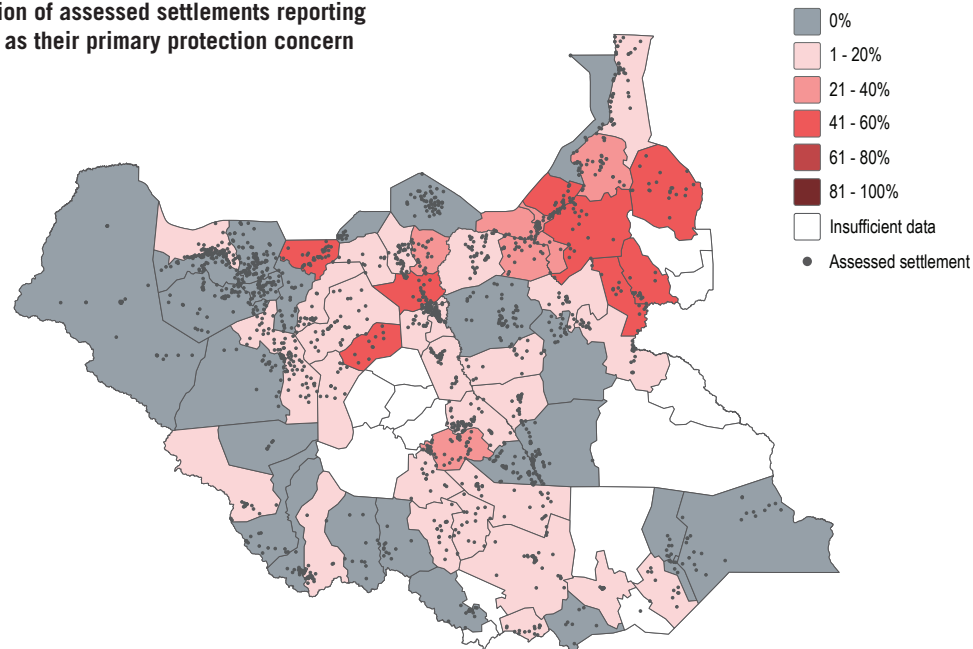 of assessed settlements reporting
as their primary protection concern
0%
1 - 20%
21 - 40%
41 - 60%
61 - 80%
81 - 100%
Insufficient data
Assessed settlement